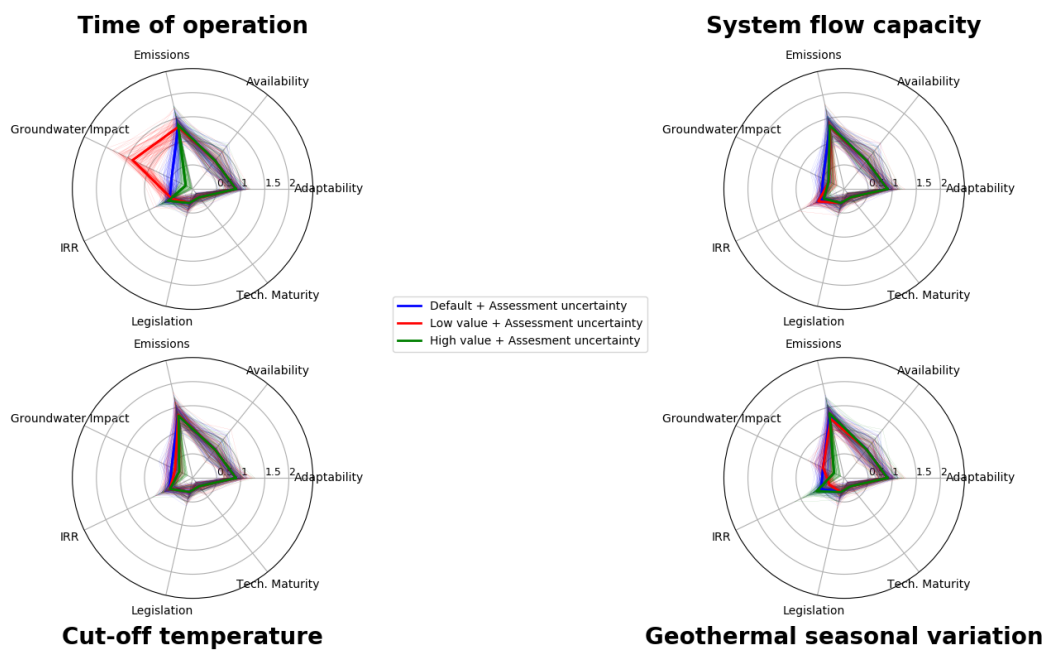 Time of operation
System flow capacity
Emissions
Availability
Groundwater Impact
0.5 1 1.5 2
Adaptability
IRR
Tech. Maturity
Legislation
Emissions
Availability
Groundwater Impact
0.5 1 1.5 2
Adaptability
IRR
Tech. Maturity
Legislation
Default + Assessment uncertainty
Low value + Assessment uncertainty
High value + Assesment uncertainty
Emissions
Availability
Groundwater Impact
0.5 1 1.5 2
Adaptability
IRR
Tech. Maturity
Legislation
Emissions
Availability
Groundwater Impact
0.5 1 1.5 2
Adaptability
IRR
Tech. Maturity
Legislation
Cut-off temperature
Geothermal seasonal variation